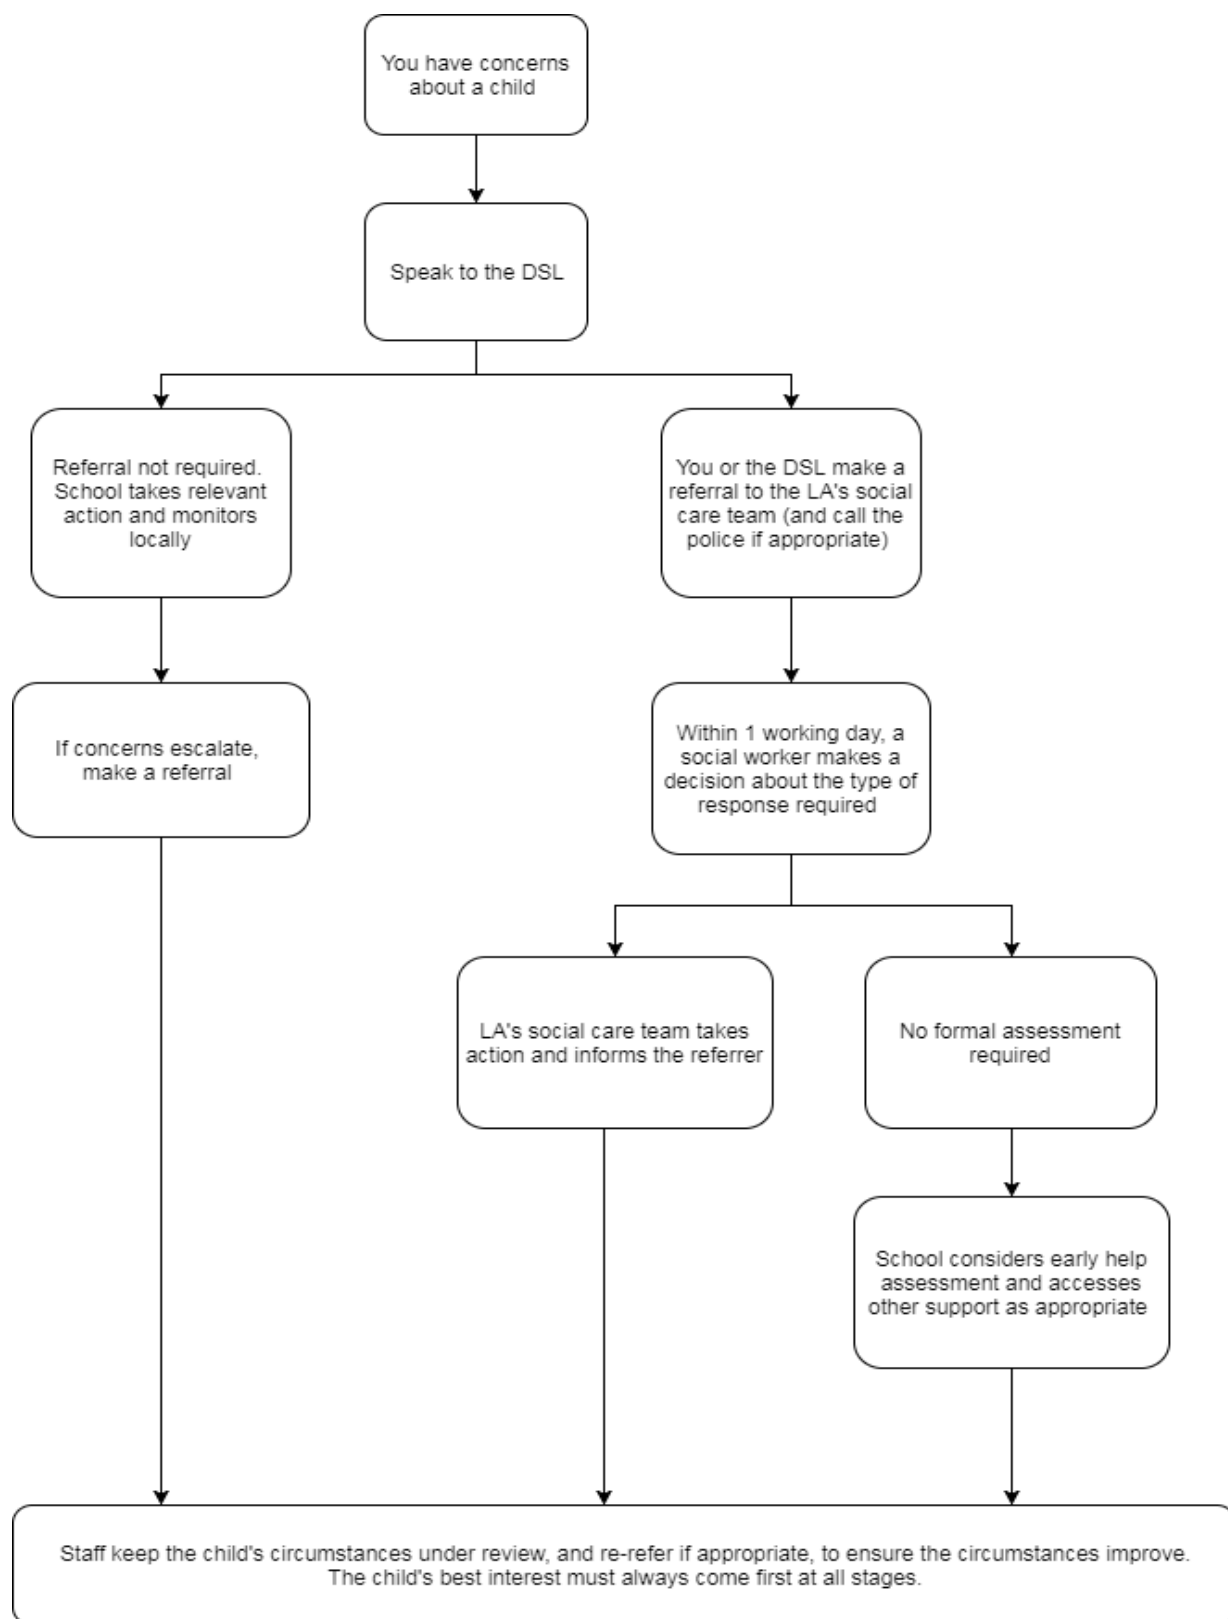 You have concerns
about a child
Speak to the DSL
Referral not required.
School takes relevant
action and monitors
locally
You or the DSL make a
referral to the LA's social
care team (and call the
police if appropriate)
If concerns escalate,
make a referral
Within 1 working day, a
social worker makes a
decision about the type of
response required
LA's social care team takes
action and informs the referrer
No formal assessment
required
School considers early help
assessment and accesses
other support as appropriate
Staff keep the child's circumstances under review, and re-refer if appropriate, to ensure the circumstances improve.
The child's best interest must always come first at all stages.